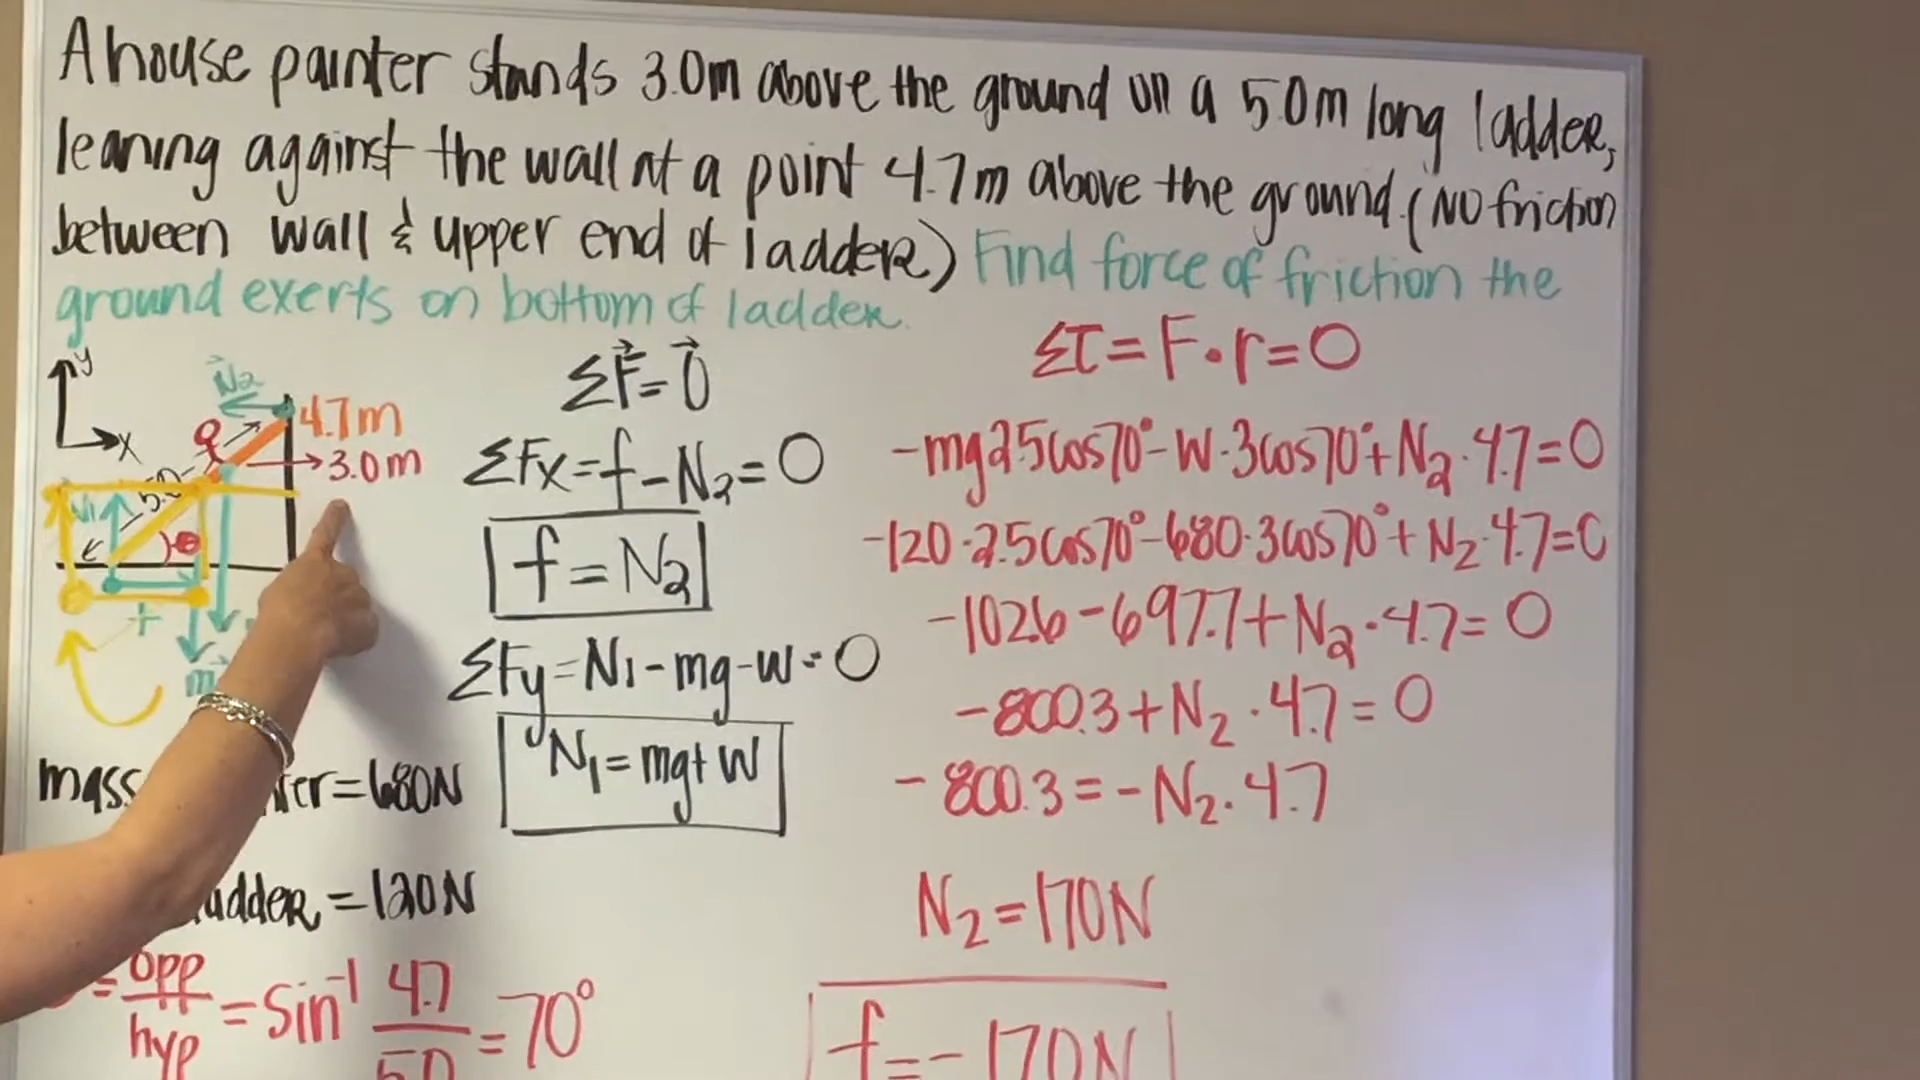 A house painter stands 3.0m above the ground on a 5.0m long ladder,
leaning against the wall at a point 4.7m above the ground. (No friction
between wall & upper end of ladder.) Find force of friction the
ground exerts on bottom of ladder.
ΣF⃗=0⃗
ΣFx=f-N₂=0
f=N₂
ΣFy=N₁-mg-W=0
N₁=mg+W
Στ=F·r=0
-mg2.5cos70°-W·3cos70°+N₂·4.7=0
-120·2.5cos70°-680·3cos70°+N₂·4.7=0
-102.6-697.7+N₂·4.7=0
-800.3+N₂·4.7=0
-800.3=-N₂·4.7
N₂=170N
f=-170N
y
x
N⃗₂
4.7m
3.0m
N₁
θ
+
m
mass
=680N
=120N
=opp/hyp=sin⁻¹ 4.7/5.0=70°